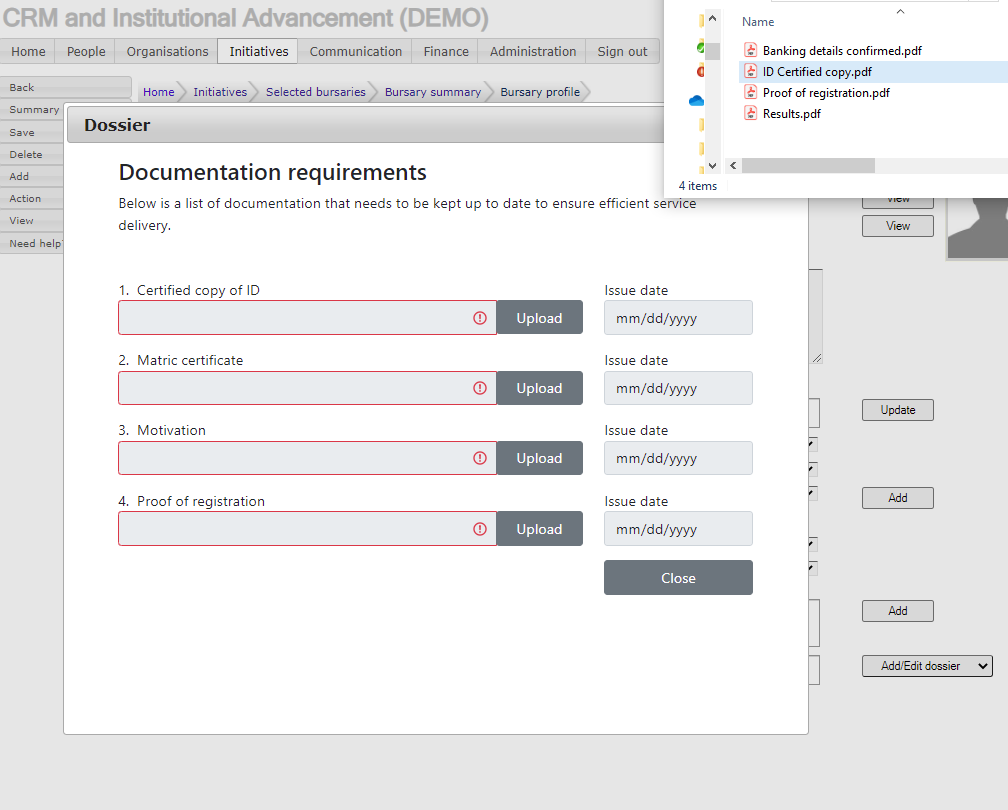 CRM and Institutional Advancement (DEMO)
Home People Organisations Initiatives Communication Finance Administration Sign out
Name
Banking details confirmed.pdf
ID Certified copy.pdf
Proof of registration.pdf
Results.pdf
4 items
Back
Summary
Save
Delete
Add
Action
View
Need help?
Home Initiatives Selected bursaries Bursary summary Bursary profile
Dossier
Documentation requirements
Below is a list of documentation that needs to be kept up to date to ensure efficient service
delivery.
1. Certified copy of ID Issue date
Upload mm/dd/yyyy
2. Matric certificate Issue date
Upload mm/dd/yyyy
3. Motivation Issue date
Upload mm/dd/yyyy
4. Proof of registration Issue date
Upload mm/dd/yyyy
Close
View
View
Update
Add
Add
Add/Edit dossier